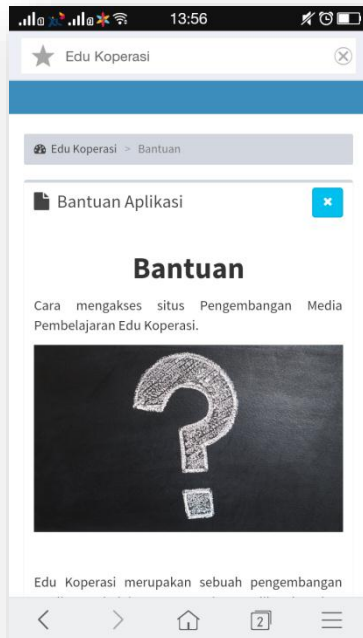 13:56
Edu Koperasi
Edu Koperasi > Bantuan
Bantuan Aplikasi
Bantuan
Cara mengakses situs Pengembangan Media
Pembelajaran Edu Koperasi.
?
Edu Koperasi merupakan sebuah pengembangan
2